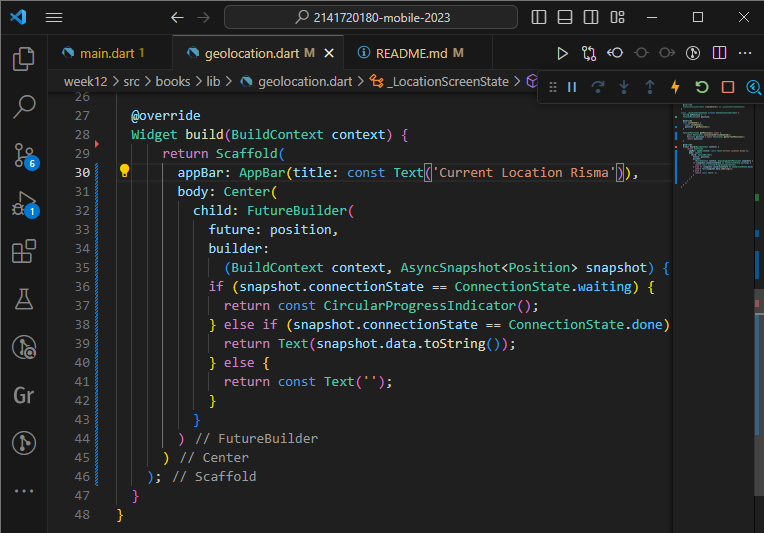 2141720180-mobile-2023
main.dart 1
geolocation.dart M
README.md M
week12 > src > books > lib > geolocation.dart > _LocationScreenState >
26
27 @override
28 Widget build(BuildContext context) {
29 return Scaffold(
30 appBar: AppBar(title: const Text('Current Location Risma')),
31 body: Center(
32 child: FutureBuilder(
33 future: position,
34 builder:
35 (BuildContext context, AsyncSnapshot<Position> snapshot) {
36 if (snapshot.connectionState == ConnectionState.waiting) {
37 return const CircularProgressIndicator();
38 } else if (snapshot.connectionState == ConnectionState.done)
39 return Text(snapshot.data.toString());
40 } else {
41 return const Text('');
42 }
43 }
44 ) // FutureBuilder
45 ) // Center
46 ); // Scaffold
47 }
48 }
6
1
Gr